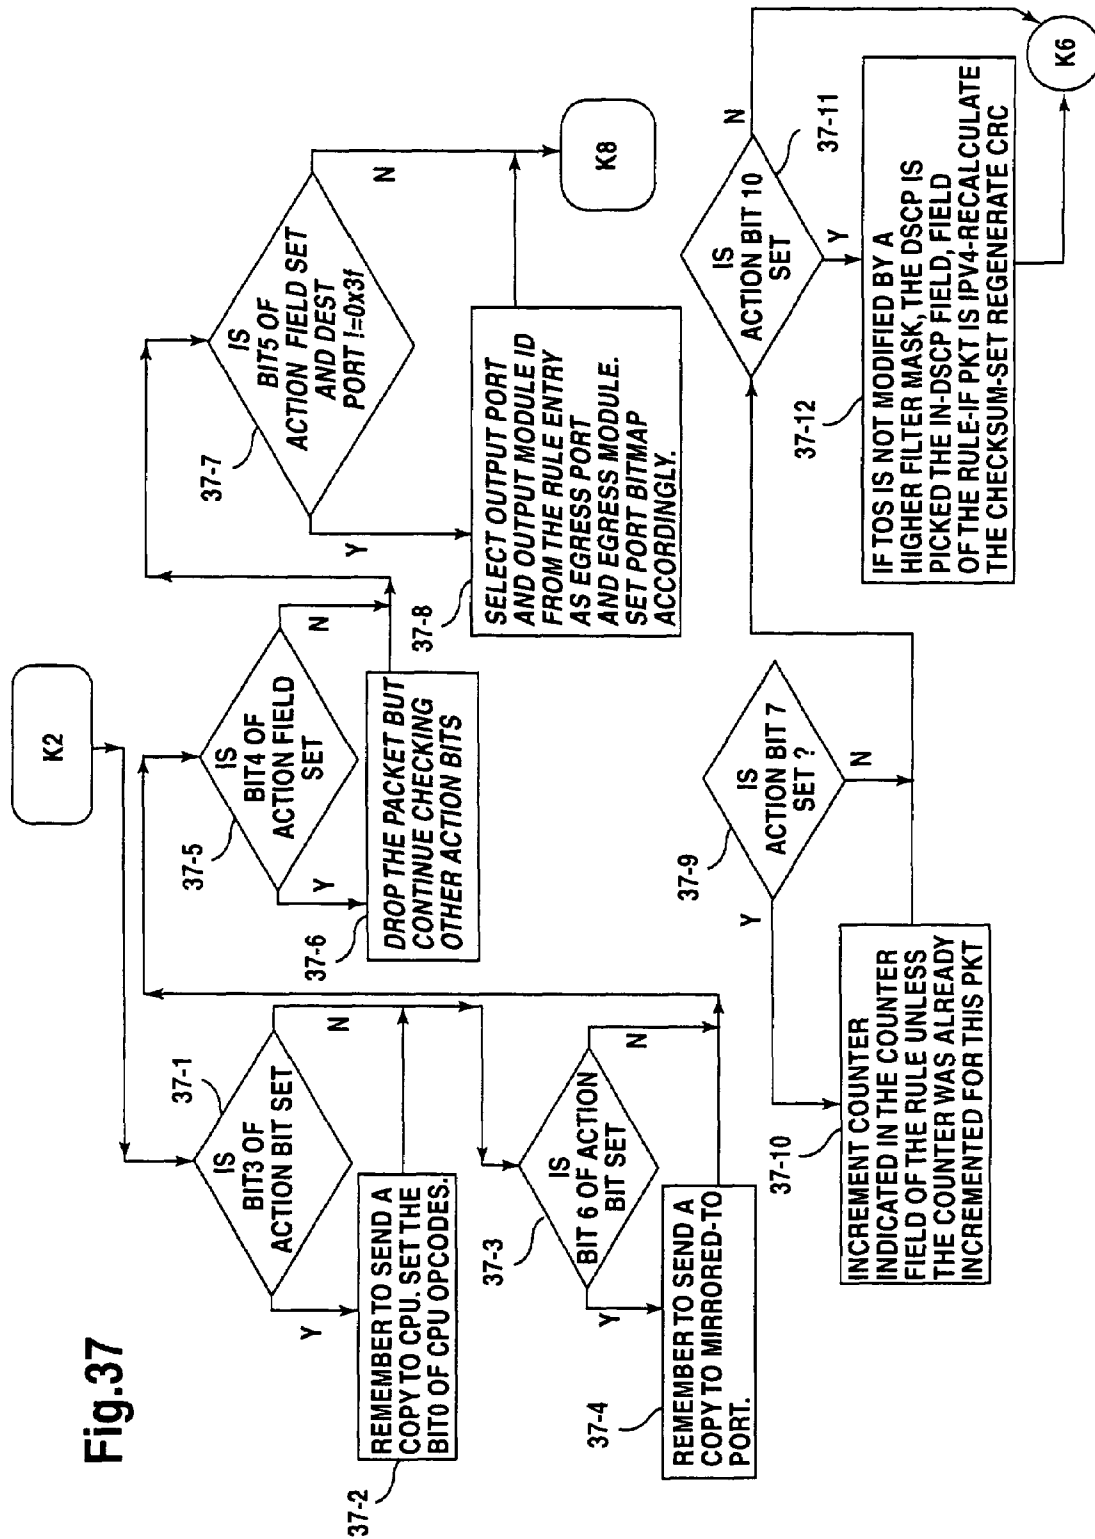 Fig.37
K2
37-1
IS
BIT3 OF
ACTION BIT SET
Y
N
37-2
REMEMBER TO SEND A
COPY TO CPU. SET THE
BIT0 OF CPU OPCODES.
37-3
IS
BIT 6 OF ACTION
BIT SET
Y
N
37-4
REMEMBER TO SEND A
COPY TO MIRRORED-TO
PORT.
37-5
IS
BIT4 OF
ACTION FIELD
SET
Y
N
37-6
DROP THE PACKET BUT
CONTINUE CHECKING
OTHER ACTION BITS
37-7
IS
BIT5 OF
ACTION FIELD SET
AND DEST
PORT !=0x3f
Y
N
37-8
SELECT OUTPUT PORT
AND OUTPUT MODULE ID
FROM THE RULE ENTRY
AS EGRESS PORT
AND EGRESS MODULE.
SET PORT BITMAP
ACCORDINGLY.
K8
37-9
IS
ACTION BIT 7
SET ?
Y
N
37-10
INCREMENT COUNTER
INDICATED IN THE COUNTER
FIELD OF THE RULE UNLESS
THE COUNTER WAS ALREADY
INCREMENTED FOR THIS PKT
37-11
IS
ACTION BIT 10
SET
Y
N
37-12
IF TOS IS NOT MODIFIED BY A
HIGHER FILTER MASK, THE DSCP IS
PICKED THE IN-DSCP FIELD, FIELD
OF THE RULE-IF PKT IS IPV4-RECALCULATE
THE CHECKSUM-SET REGENERATE CRC
K6